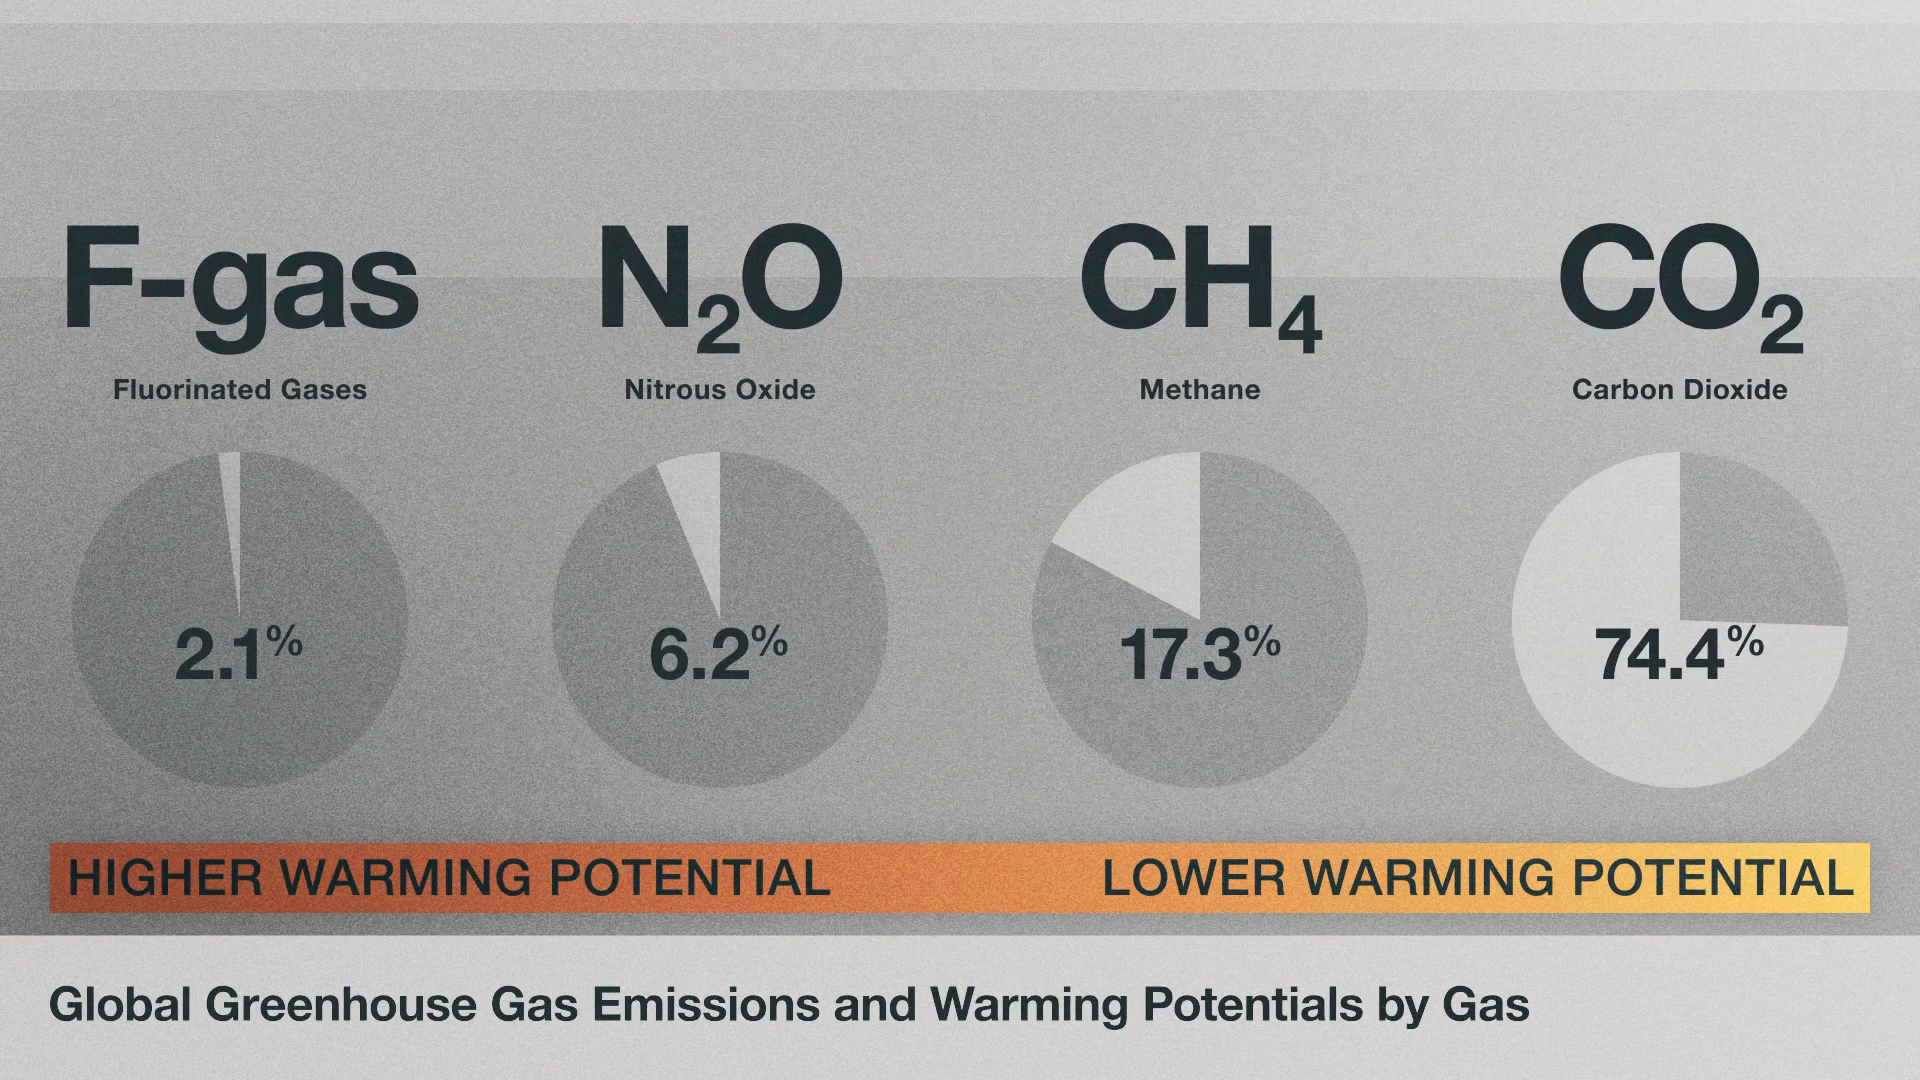 F-gas
Fluorinated Gases
2.1%
N₂O
Nitrous Oxide
6.2%
CH₄
Methane
17.3%
CO₂
Carbon Dioxide
74.4%
HIGHER WARMING POTENTIAL
LOWER WARMING POTENTIAL
Global Greenhouse Gas Emissions and Warming Potentials by Gas